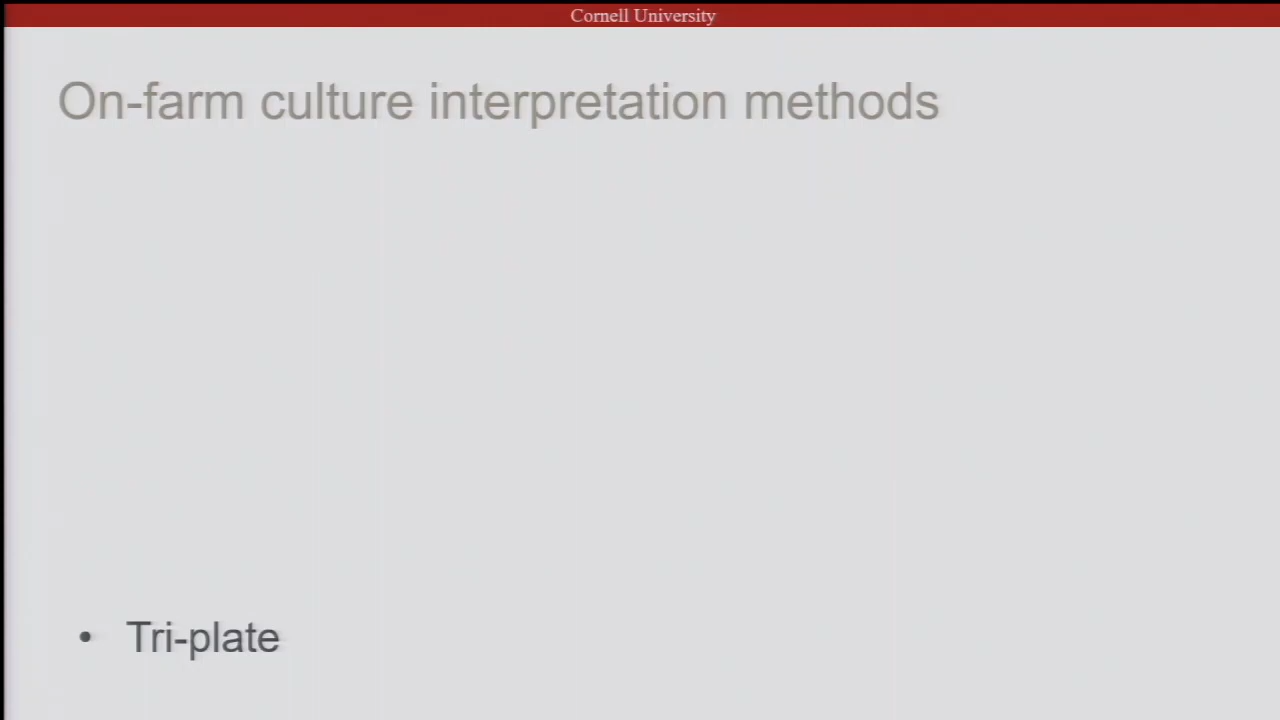 Cornell University
On-farm culture interpretation methods
• Tri-plate